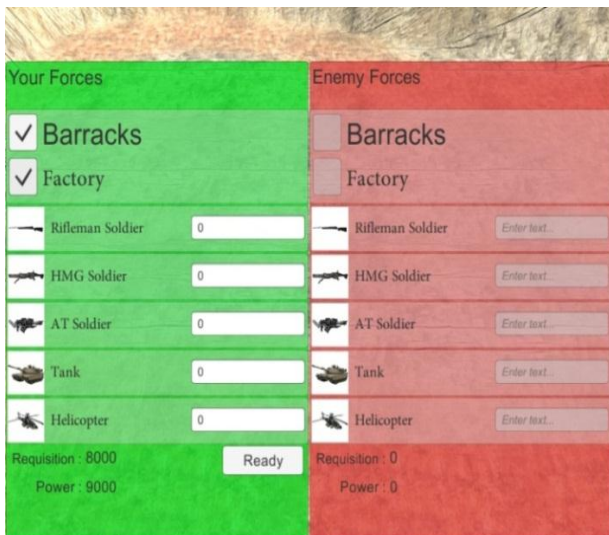 Your Forces
Barracks
Factory
Rifleman Soldier 0
HMG Soldier 0
AT Soldier 0
Tank 0
Helicopter 0
Requisition : 8000
Ready
Power : 9000
Enemy Forces
Barracks
Factory
Rifleman Soldier Enter text...
HMG Soldier Enter text...
AT Soldier Enter text...
Tank Enter text...
Helicopter Enter text...
Requisition : 0
Power : 0